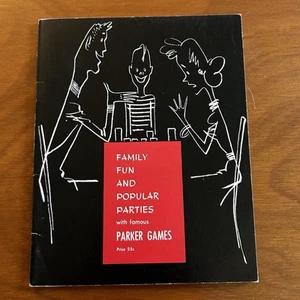 FAMILY
FUN
AND
POPULAR
PARTIES
with famous
PARKER GAMES
Price 25c